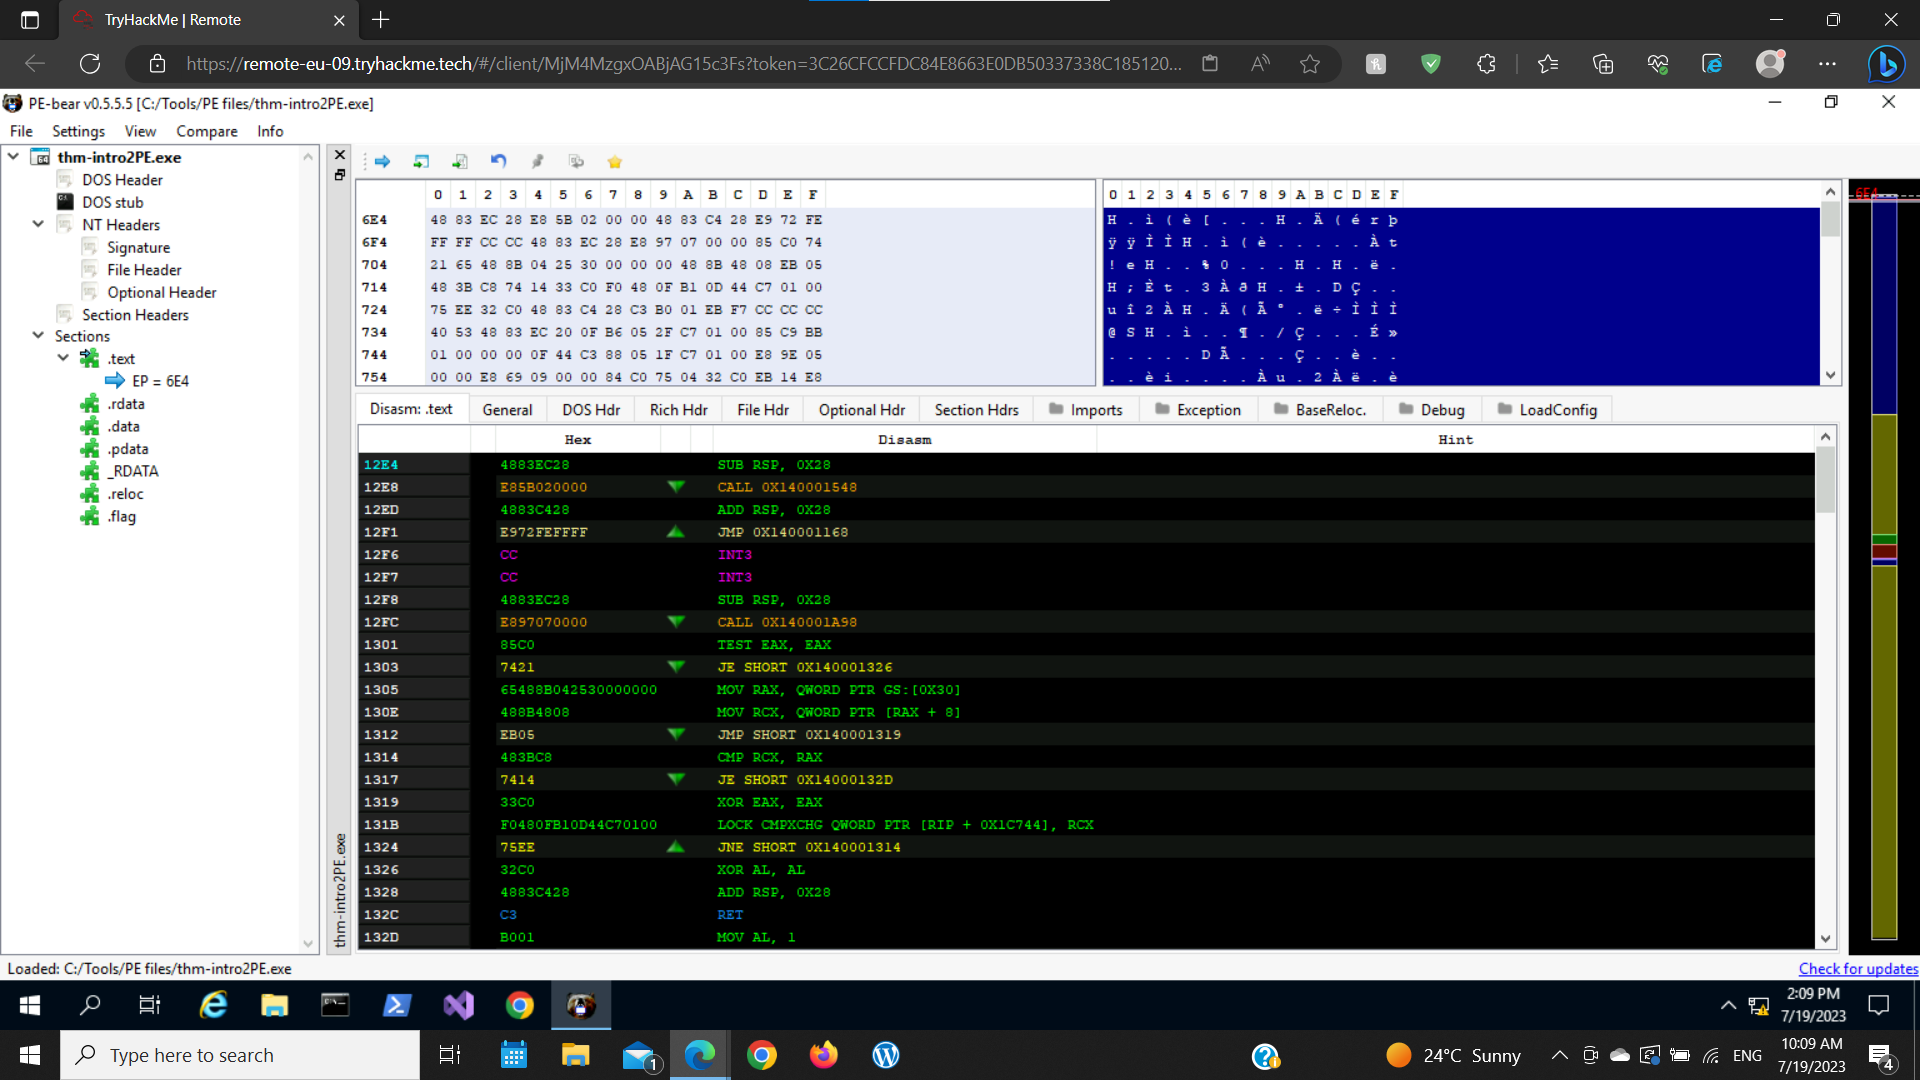 TryHackMe | Remote
https://remote-eu-09.tryhackme.tech/#/client/MjM4MzgxOABjAG15c3Fs?token=3C26CFCCFDC84E8663E0DB50337338C185120...
PE-bear v0.5.5.5 [C:/Tools/PE files/thm-intro2PE.exe]
File Settings View Compare Info
thm-intro2PE.exe
DOS Header
DOS stub
NT Headers
Signature
File Header
Optional Header
Section Headers
Sections
.text
EP = 6E4
.rdata
.data
.pdata
_RDATA
.reloc
.flag
thm-intro2PE.exe
0 1 2 3 4 5 6 7 8 9 A B C D E F
6E4 48 83 EC 28 E8 5B 02 00 00 48 83 C4 28 E9 72 FE
6F4 FF FF CC CC 48 83 EC 28 E8 97 07 00 00 85 C0 74
704 21 65 48 8B 04 25 30 00 00 00 48 8B 48 08 EB 05
714 48 3B C8 74 14 33 C0 F0 48 0F B1 0D 44 C7 01 00
724 75 EE 32 C0 48 83 C4 28 C3 B0 01 EB F7 CC CC CC
734 40 53 48 83 EC 20 0F B6 05 2F C7 01 00 85 C9 BB
744 01 00 00 00 0F 44 C3 88 05 1F C7 01 00 E8 9E 05
754 00 00 E8 69 09 00 00 84 C0 75 04 32 C0 EB 14 E8
0 1 2 3 4 5 6 7 8 9 A B C D E F
H . ì ( è [ . . . H . Ä ( é r þ
ÿ ÿ Ì Ì H . ì ( è . . . . . À t
! e H . . % 0 . . . H . H . ë .
H ; È t . 3 À ð H . ± . D Ç . .
u î 2 À H . Ä ( Ã ° . ë ÷ Ì Ì Ì
@ S H . ì . . ¶ . / Ç . . . É »
. . . . . D Ã . . . Ç . . è . .
. . è i . . . . À u . 2 À ë . è
6E4
Disasm: .text General DOS Hdr Rich Hdr File Hdr Optional Hdr Section Hdrs Imports Exception BaseReloc. Debug LoadConfig
Hex Disasm Hint
12E4 4883EC28 SUB RSP, 0X28
12E8 E85B020000 CALL 0X140001548
12ED 4883C428 ADD RSP, 0X28
12F1 E972FEFFFF JMP 0X140001168
12F6 CC INT3
12F7 CC INT3
12F8 4883EC28 SUB RSP, 0X28
12FC E897070000 CALL 0X140001A98
1301 85C0 TEST EAX, EAX
1303 7421 JE SHORT 0X140001326
1305 65488B042530000000 MOV RAX, QWORD PTR GS:[0X30]
130E 488B4808 MOV RCX, QWORD PTR [RAX + 8]
1312 EB05 JMP SHORT 0X140001319
1314 483BC8 CMP RCX, RAX
1317 7414 JE SHORT 0X14000132D
1319 33C0 XOR EAX, EAX
131B F0480FB10D44C70100 LOCK CMPXCHG QWORD PTR [RIP + 0X1C744], RCX
1324 75EE JNE SHORT 0X140001314
1326 32C0 XOR AL, AL
1328 4883C428 ADD RSP, 0X28
132C C3 RET
132D B001 MOV AL, 1
Loaded: C:/Tools/PE files/thm-intro2PE.exe
Check for updates
2:09 PM
7/19/2023
Type here to search
1
24°C Sunny
ENG
10:09 AM
7/19/2023
4